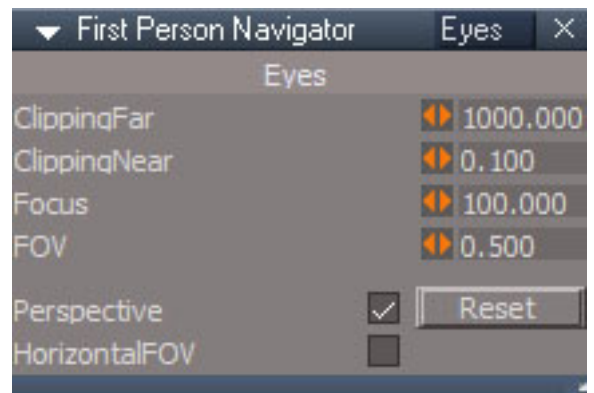 First Person Navigator Eyes
Eyes
ClippingFar 1000.000
ClippingNear 0.100
Focus 100.000
FOV 0.500
Perspective Reset
HorizontalFOV